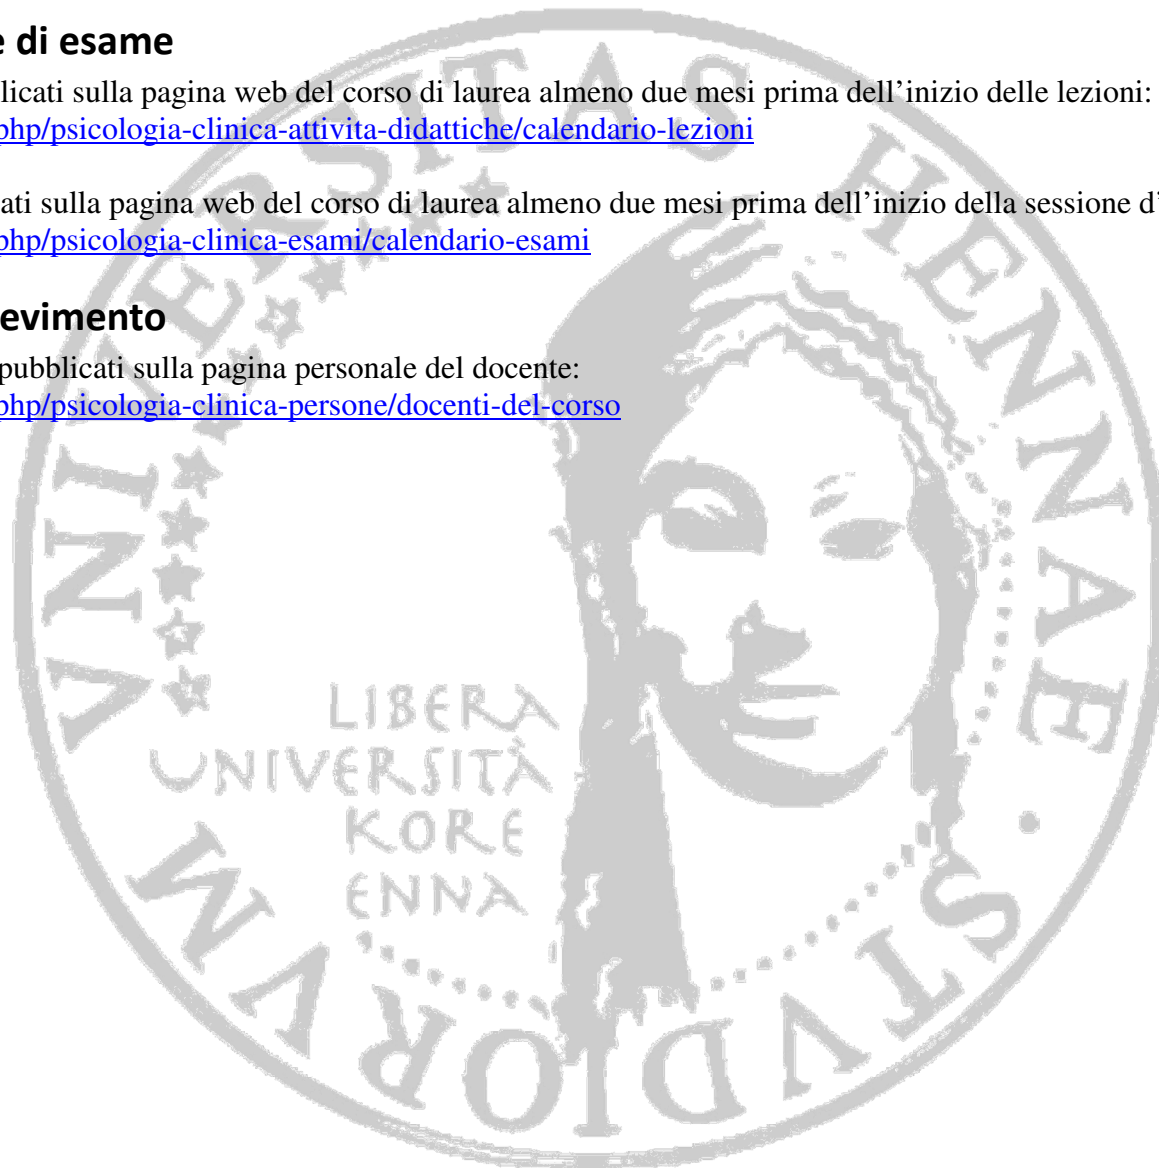 e di esame
licati sulla pagina web del corso di laurea almeno due mesi prima dell’inizio delle lezioni:
php/psicologia-clinica-attivita-didattiche/calendario-lezioni
ati sulla pagina web del corso di laurea almeno due mesi prima dell’inizio della sessione d’
php/psicologia-clinica-esami/calendario-esami
evimento
pubblicati sulla pagina personale del docente:
php/psicologia-clinica-persone/docenti-del-corso
VNIVERSITAS HENNAE · STVDIORVM
LIBERA
UNIVERSITÀ
KORE
ENNA